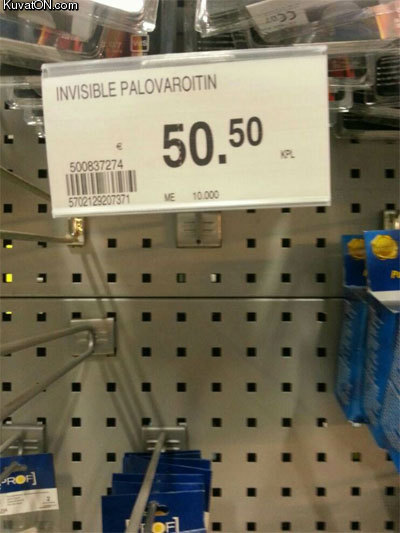 KuvatON.com
INVISIBLE PALOVAROITIN
€
50.50
KPL
500837274
5702129207371
ME 10.000
PROF]
PROF]